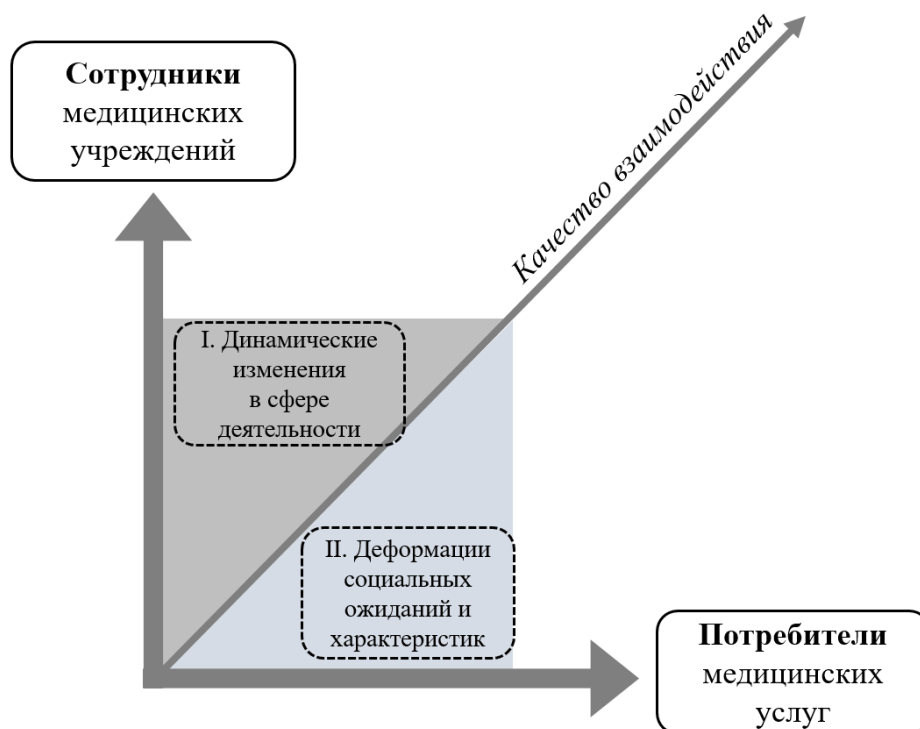 Сотрудники
медицинских
учреждений
Качество взаимодействия
I. Динамические
изменения
в сфере
деятельности
II. Деформации
социальных
ожиданий и
характеристик
Потребители
медицинских
услуг